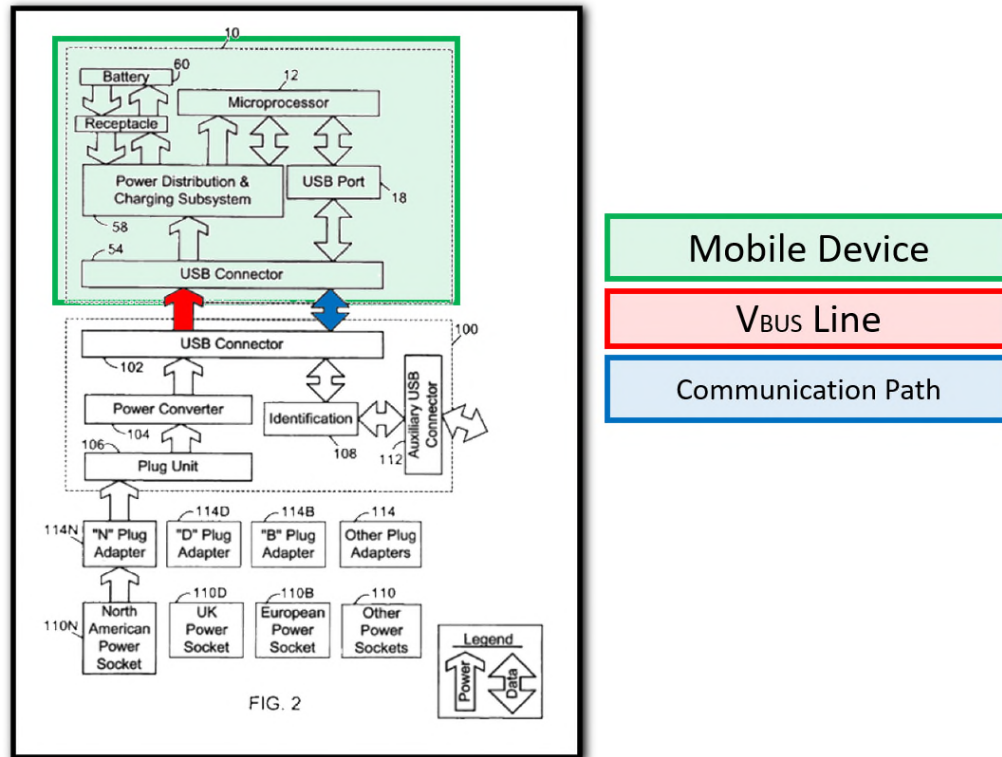 10
Battery
60
12
Microprocessor
Receptacle
Power Distribution &
Charging Subsystem
USB Port
58
18
54
USB Connector
100
USB Connector
102
Power Converter
104
Identification
108
Auxiliary USB
Connector
112
106
Plug Unit
114N
"N" Plug
Adapter
114D
"D" Plug
Adapter
114B
"B" Plug
Adapter
114
Other Plug
Adapters
110N
North
American
Power
Socket
110D
UK
Power
Socket
110B
European
Power
Socket
110
Other
Power
Sockets
Legend
Power
Data
FIG. 2
Mobile Device
VBUS Line
Communication Path